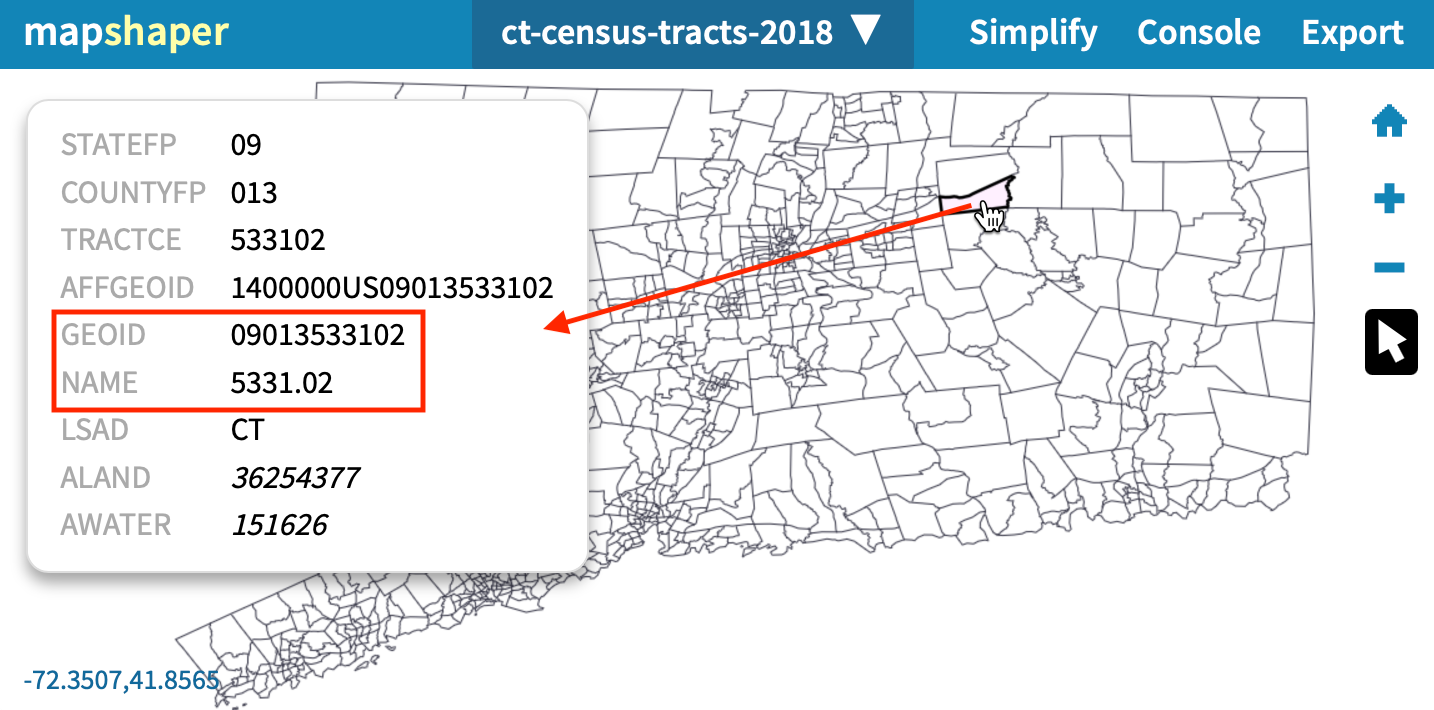 mapshaper
ct-census-tracts-2018 ▼
Simplify Console Export
STATEFP 09
COUNTYFP 013
TRACTCE 533102
AFFGEOID 1400000US09013533102
GEOID 09013533102
NAME 5331.02
LSAD CT
ALAND 36254377
AWATER 151626
-72.3507,41.8565